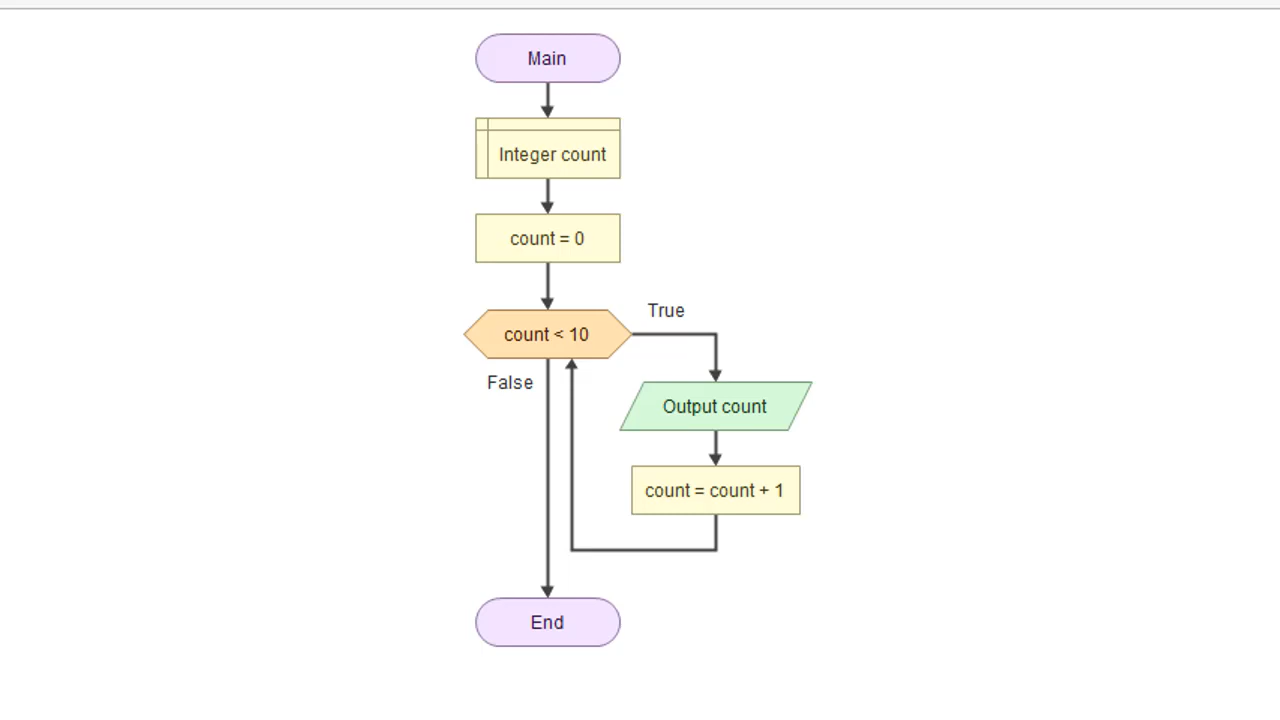 Main
Integer count
count = 0
count < 10
True
False
Output count
count = count + 1
End